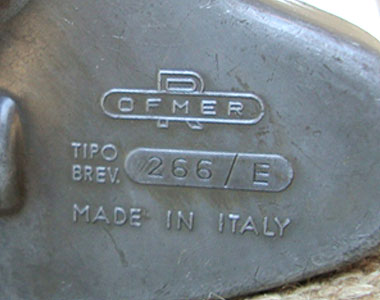 R
OFMER
TIPO
BREV. 266/E
MADE IN ITALY